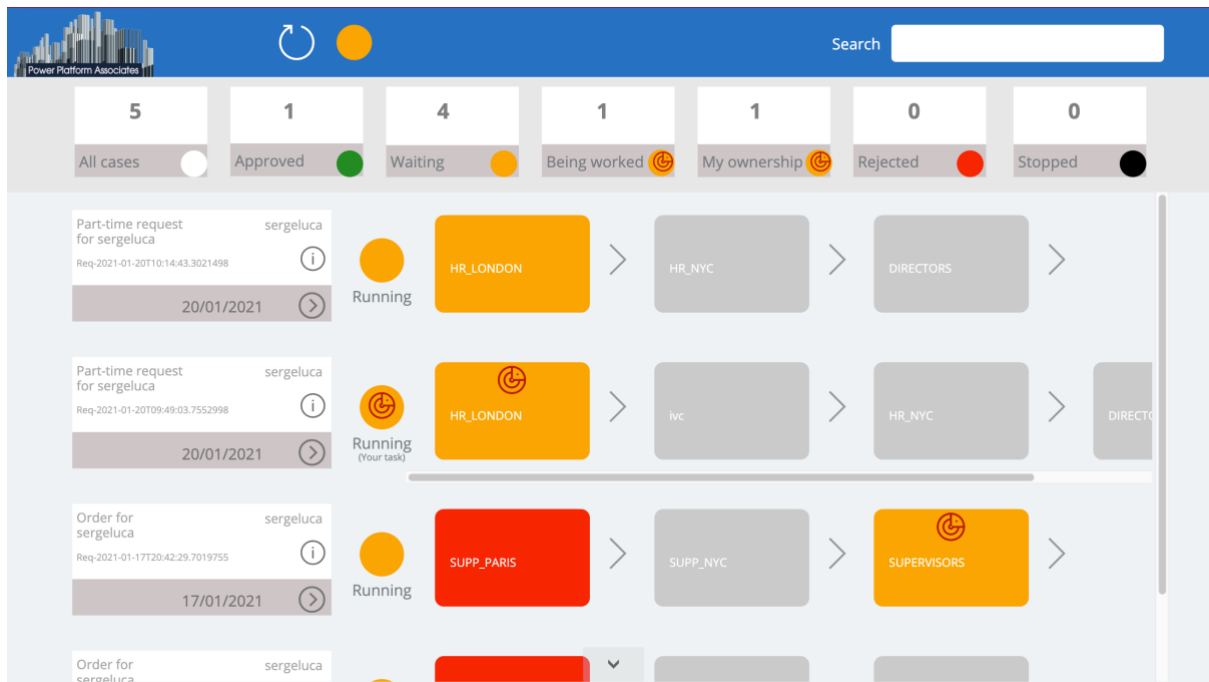 Power Platform Associates
Search
5
1
4
1
1
0
0
All cases
Approved
Waiting
Being worked
My ownership
Rejected
Stopped
Part-time request
for sergeluca
sergeluca
Req-2021-01-20T10:14:43.3021498
20/01/2021
Running
HR_LONDON
HR_NYC
DIRECTORS
Part-time request
for sergeluca
sergeluca
Req-2021-01-20T09:49:03.7552998
20/01/2021
Running
(Your task)
HR_LONDON
ivc
HR_NYC
DIRECTO
Order for
sergeluca
sergeluca
Req-2021-01-17T20:42:29.7019755
17/01/2021
Running
SUPP_PARIS
SUPP_NYC
SUPERVISORS
Order for
sergeluca
sergeluca